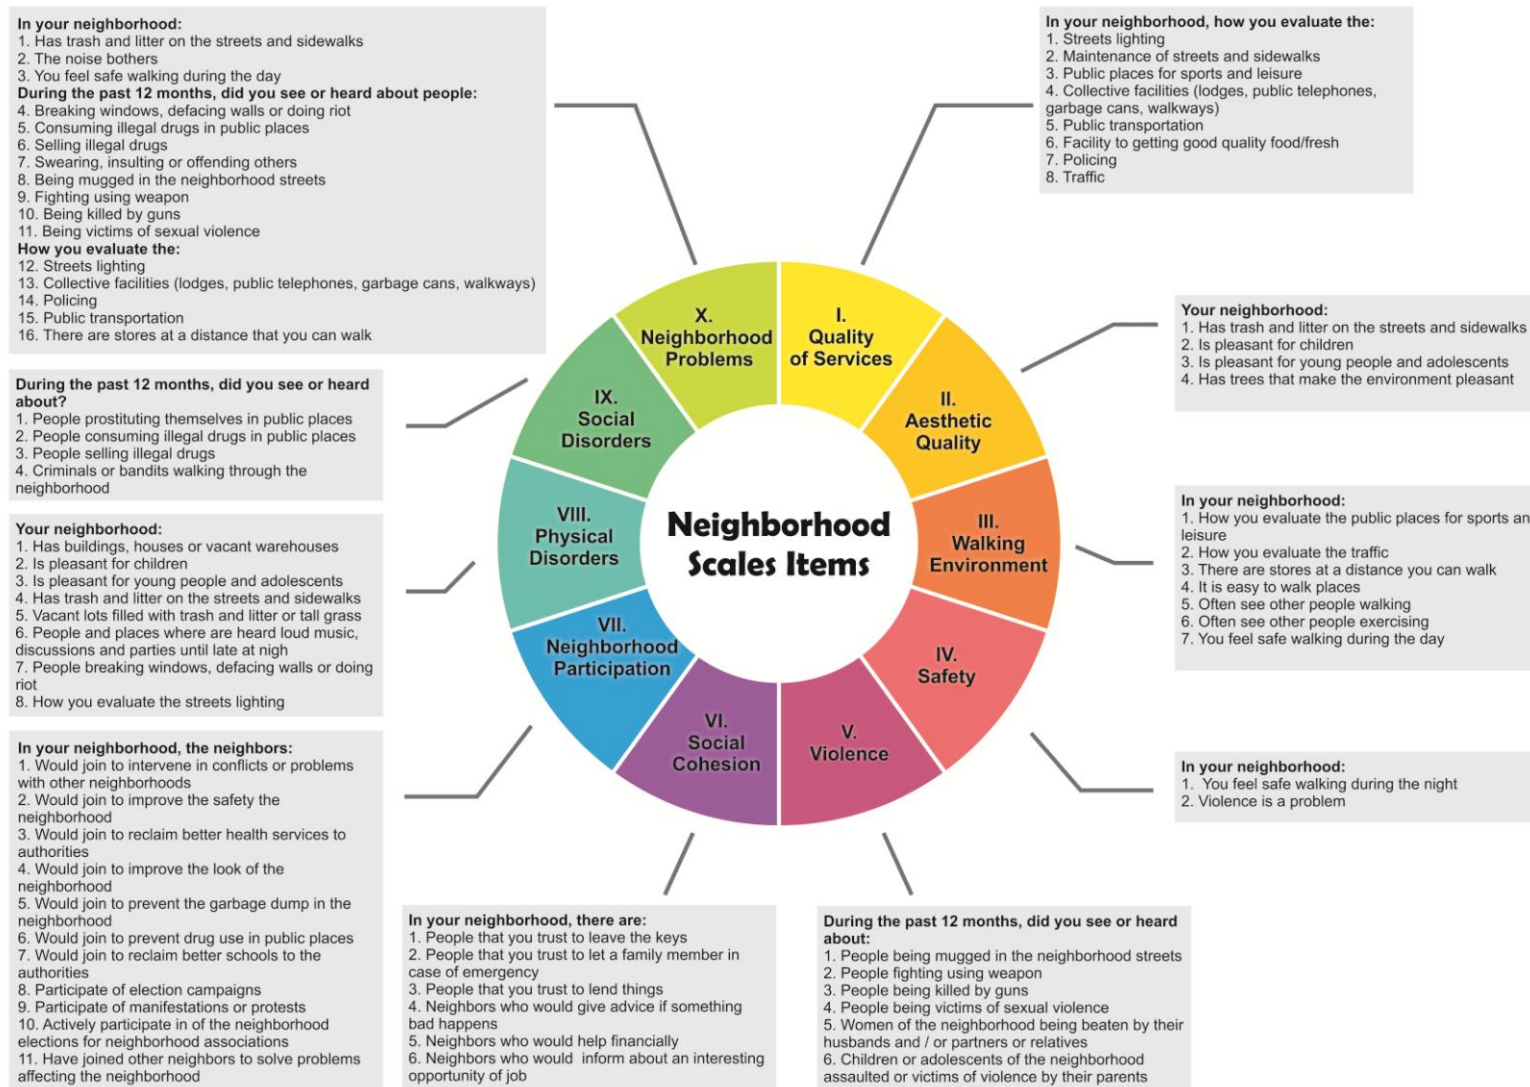 In your neighborhood:
1. Has trash and litter on the streets and sidewalks
2. The noise bothers
3. You feel safe walking during the day
During the past 12 months, did you see or heard about people:
4. Breaking windows, defacing walls or doing riot
5. Consuming illegal drugs in public places
6. Selling illegal drugs
7. Swearing, insulting or offending others
8. Being mugged in the neighborhood streets
9. Fighting using weapon
10. Being killed by guns
11. Being victims of sexual violence
How you evaluate the:
12. Streets lighting
13. Collective facilities (lodges, public telephones, garbage cans, walkways)
14. Policing
15. Public transportation
16. There are stores at a distance that you can walk
In your neighborhood, how you evaluate the:
1. Streets lighting
2. Maintenance of streets and sidewalks
3. Public places for sports and leisure
4. Collective facilities (lodges, public telephones,
garbage cans, walkways)
5. Public transportation
6. Facility to getting good quality food/fresh
7. Policing
8. Traffic
Your neighborhood:
1. Has trash and litter on the streets and sidewalks
2. Is pleasant for children
3. Is pleasant for young people and adolescents
4. Has trees that make the environment pleasant
In your neighborhood:
1. How you evaluate the public places for sports an
leisure
2. How you evaluate the traffic
3. There are stores at a distance you can walk
4. It is easy to walk places
5. Often see other people walking
6. Often see other people exercising
7. You feel safe walking during the day
In your neighborhood:
1. You feel safe walking during the night
2. Violence is a problem
During the past 12 months, did you see or heard
about:
1. People being mugged in the neighborhood streets
2. People fighting using weapon
3. People being killed by guns
4. People being victims of sexual violence
5. Women of the neighborhood being beaten by their
husbands and / or partners or relatives
6. Children or adolescents of the neighborhood
assaulted or victims of violence by their parents
In your neighborhood, there are:
1. People that you trust to leave the keys
2. People that you trust to let a family member in
case of emergency
3. People that you trust to lend things
4. Neighbors who would give advice if something
bad happens
5. Neighbors who would help financially
6. Neighbors who would inform about an interesting
opportunity of job
In your neighborhood, the neighbors:
1. Would join to intervene in conflicts or problems
with other neighborhoods
2. Would join to improve the safety the
neighborhood
3. Would join to reclaim better health services to
authorities
4. Would join to improve the look of the
neighborhood
5. Would join to prevent the garbage dump in the
neighborhood
6. Would join to prevent drug use in public places
7. Would join to reclaim better schools to the
authorities
8. Participate of election campaigns
9. Participate of manifestations or protests
10. Actively participate in of the neighborhood
elections for neighborhood associations
11. Have joined other neighbors to solve problems
affecting the neighborhood
Your neighborhood:
1. Has buildings, houses or vacant warehouses
2. Is pleasant for children
3. Is pleasant for young people and adolescents
4. Has trash and litter on the streets and sidewalks
5. Vacant lots filled with trash and litter or tall grass
6. People and places where are heard loud music,
discussions and parties until late at nigh
7. People breaking windows, defacing walls or doing
riot
8. How you evaluate the streets lighting
During the past 12 months, did you see or heard
about?
1. People prostituting themselves in public places
2. People consuming illegal drugs in public places
3. People selling illegal drugs
4. Criminals or bandits walking through the
neighborhood
Neighborhood
Scales Items
I.
Quality
of Services
II.
Aesthetic
Quality
III.
Walking
Environment
IV.
Safety
V.
Violence
VI.
Social
Cohesion
VII.
Neighborhood
Participation
VIII.
Physical
Disorders
IX.
Social
Disorders
X.
Neighborhood
Problems